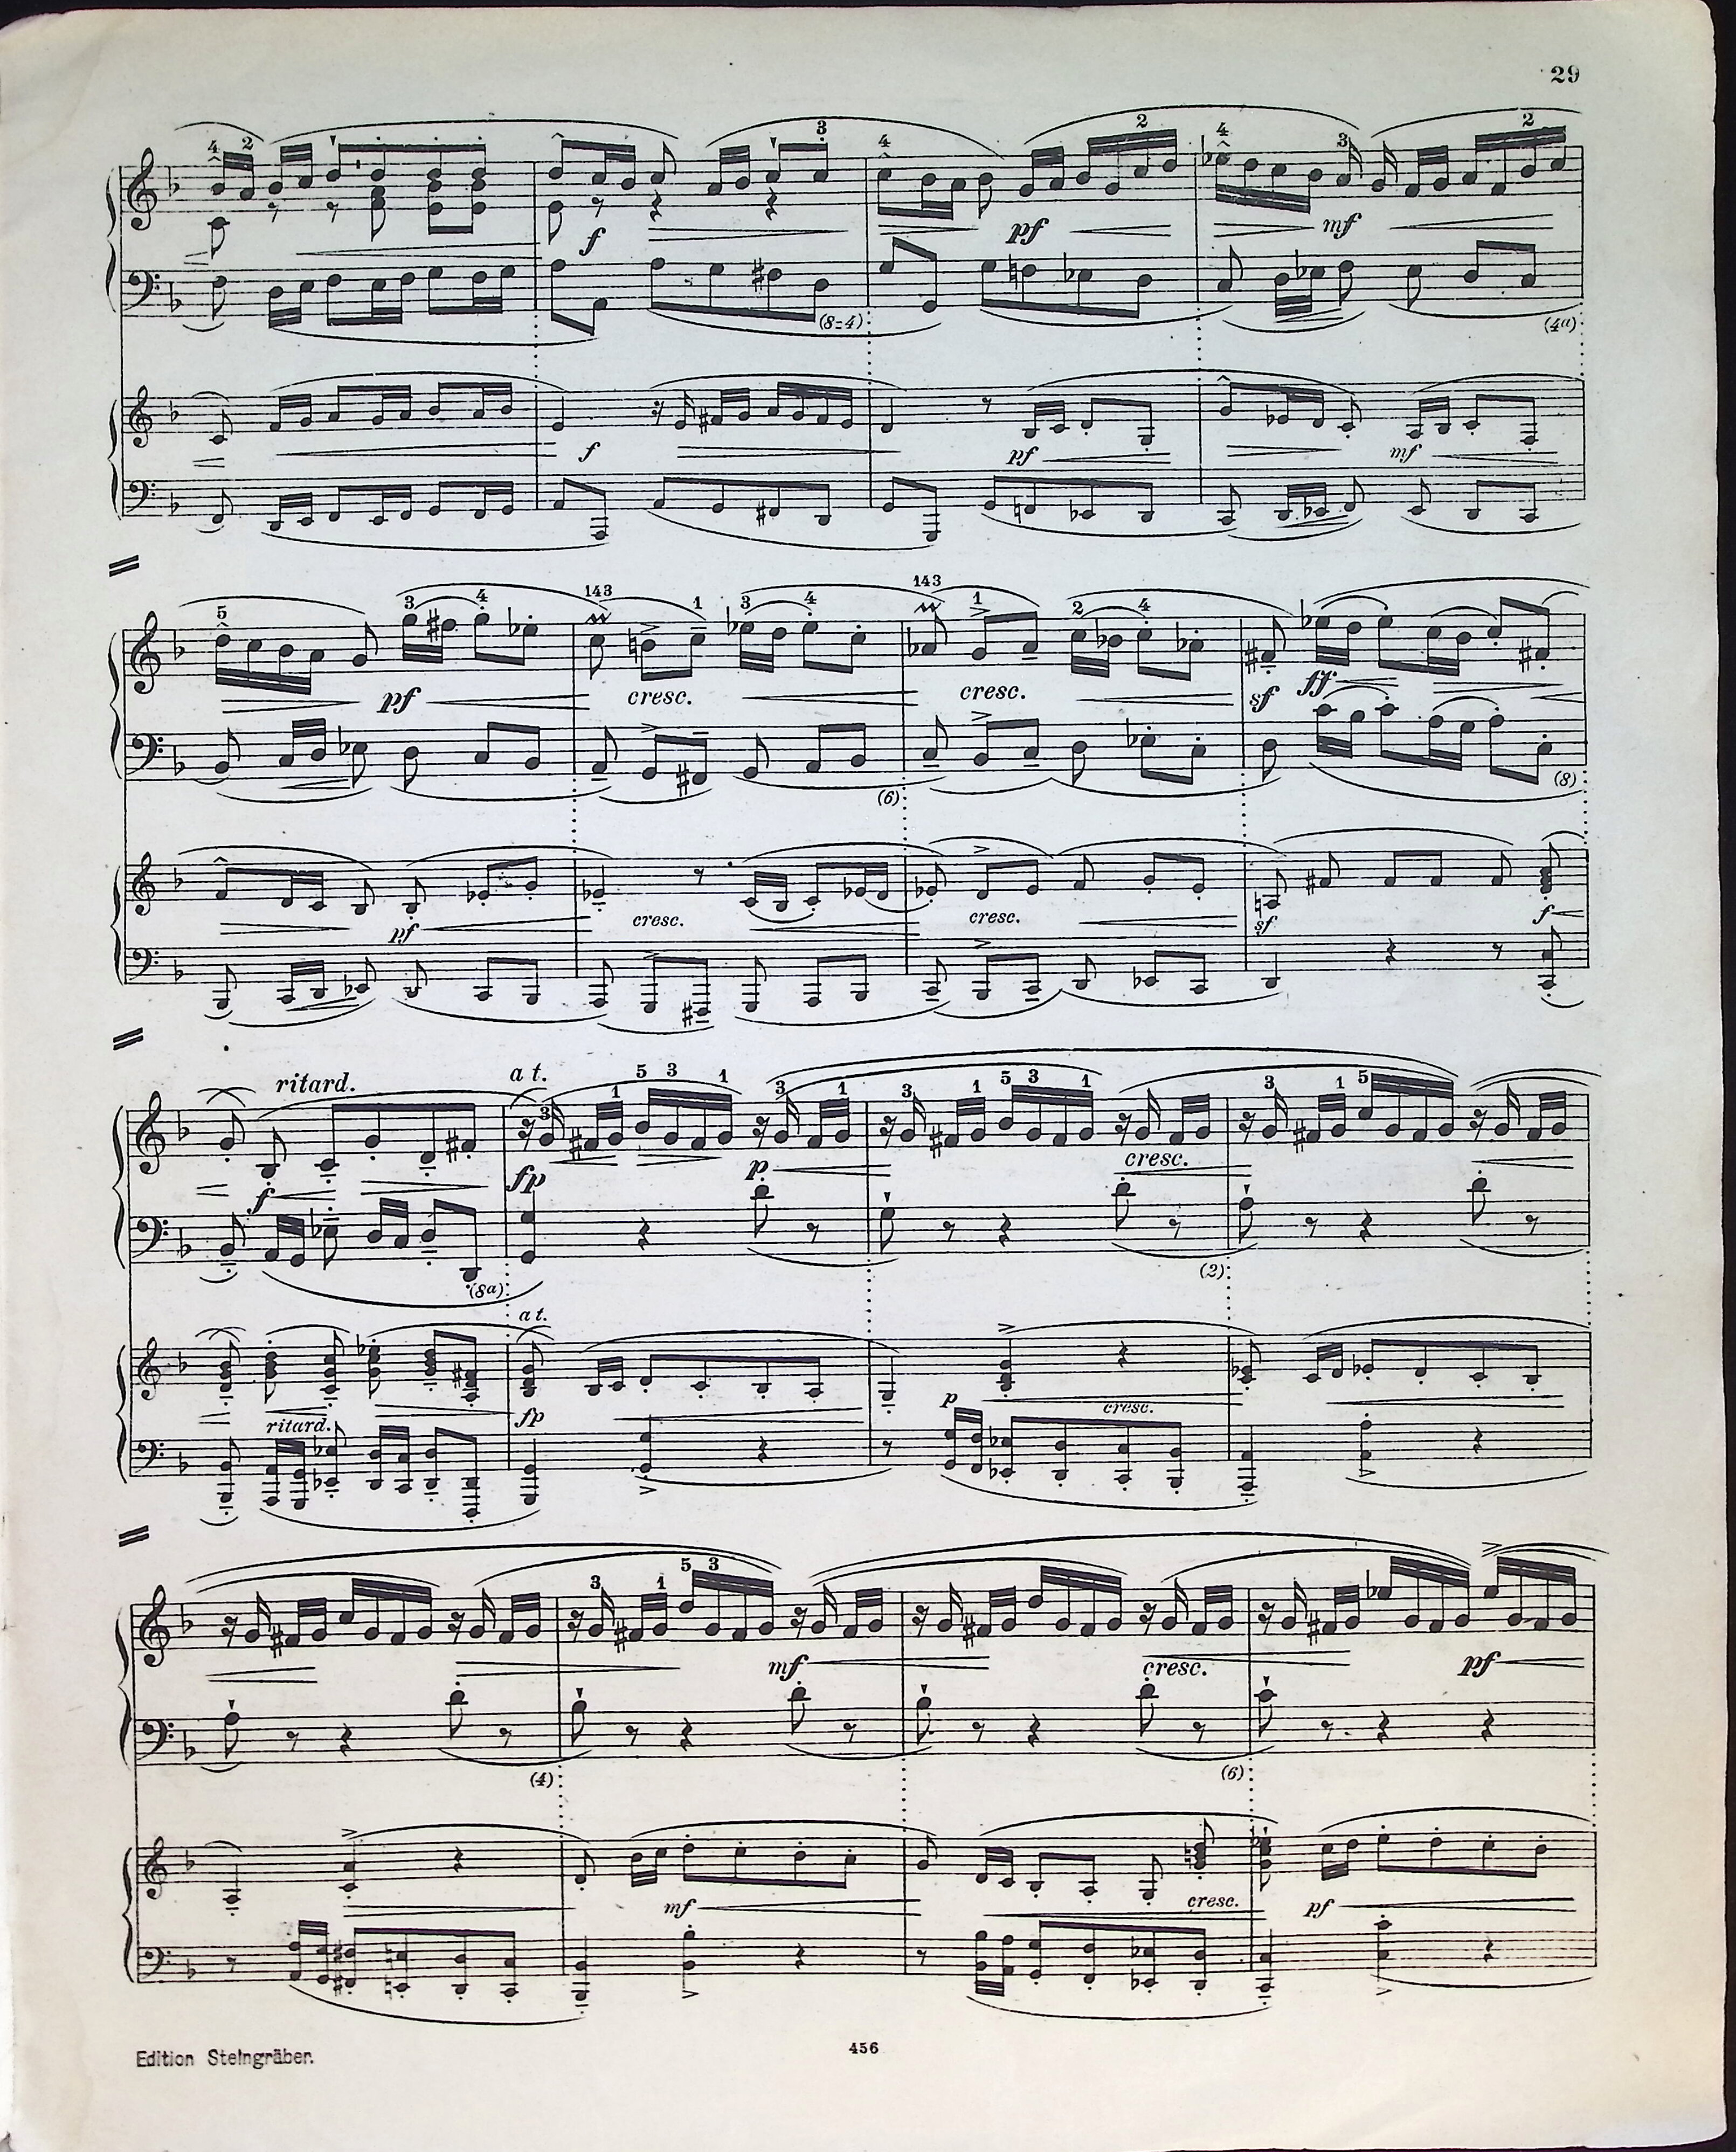 29
4 2 3 4 2 4 3 2
f pf mf
(8=4) (4a)
f pf mf
5 3 4 143 1 3 4 143 1 2 4
pf cresc. cresc. sf ff
(6) (8)
pf cresc. cresc. sf f
ritard. a t.
3 1 5 3 1 3 1 3 1 5 3 1 3 1 5
f fp p cresc.
(8a) (2)
a t.
ritard. fp p cresc.
3 1 5 3
mf cresc. pf
(4) (6)
mf cresc. pf
Edition Steingräber. 456